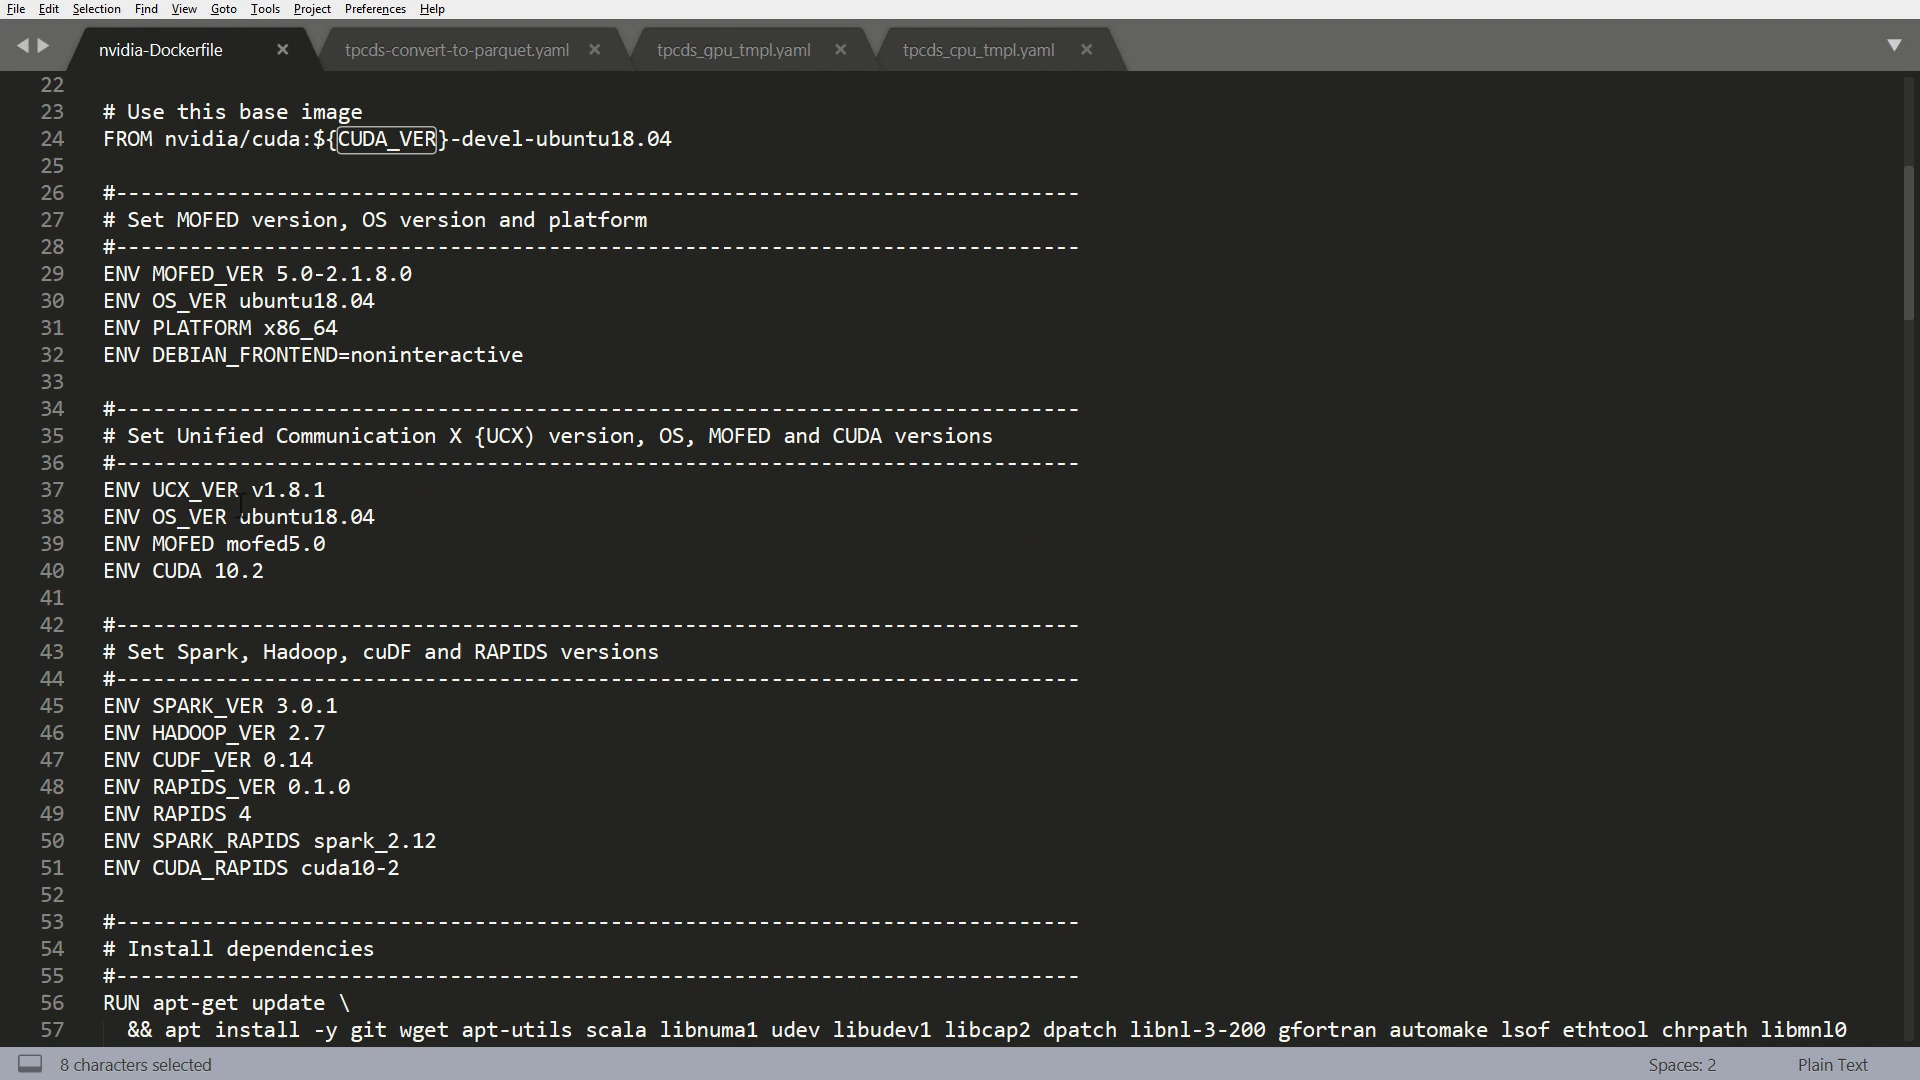 File Edit Selection Find View Goto Tools Project Preferences Help
nvidia-Dockerfile × tpcds-convert-to-parquet.yaml × tpcds_gpu_tmpl.yaml × tpcds_cpu_tmpl.yaml ×
22
23 # Use this base image
24 FROM nvidia/cuda:${CUDA_VER}-devel-ubuntu18.04
25
26 #------------------------------------------------------------------------------
27 # Set MOFED version, OS version and platform
28 #------------------------------------------------------------------------------
29 ENV MOFED_VER 5.0-2.1.8.0
30 ENV OS_VER ubuntu18.04
31 ENV PLATFORM x86_64
32 ENV DEBIAN_FRONTEND=noninteractive
33
34 #------------------------------------------------------------------------------
35 # Set Unified Communication X {UCX) version, OS, MOFED and CUDA versions
36 #------------------------------------------------------------------------------
37 ENV UCX_VER v1.8.1
38 ENV OS_VER ubuntu18.04
39 ENV MOFED mofed5.0
40 ENV CUDA 10.2
41
42 #------------------------------------------------------------------------------
43 # Set Spark, Hadoop, cuDF and RAPIDS versions
44 #------------------------------------------------------------------------------
45 ENV SPARK_VER 3.0.1
46 ENV HADOOP_VER 2.7
47 ENV CUDF_VER 0.14
48 ENV RAPIDS_VER 0.1.0
49 ENV RAPIDS 4
50 ENV SPARK_RAPIDS spark_2.12
51 ENV CUDA_RAPIDS cuda10-2
52
53 #------------------------------------------------------------------------------
54 # Install dependencies
55 #------------------------------------------------------------------------------
56 RUN apt-get update \
57 && apt install -y git wget apt-utils scala libnuma1 udev libudev1 libcap2 dpatch libnl-3-200 gfortran automake lsof ethtool chrpath libmnl0
8 characters selected Spaces: 2 Plain Text